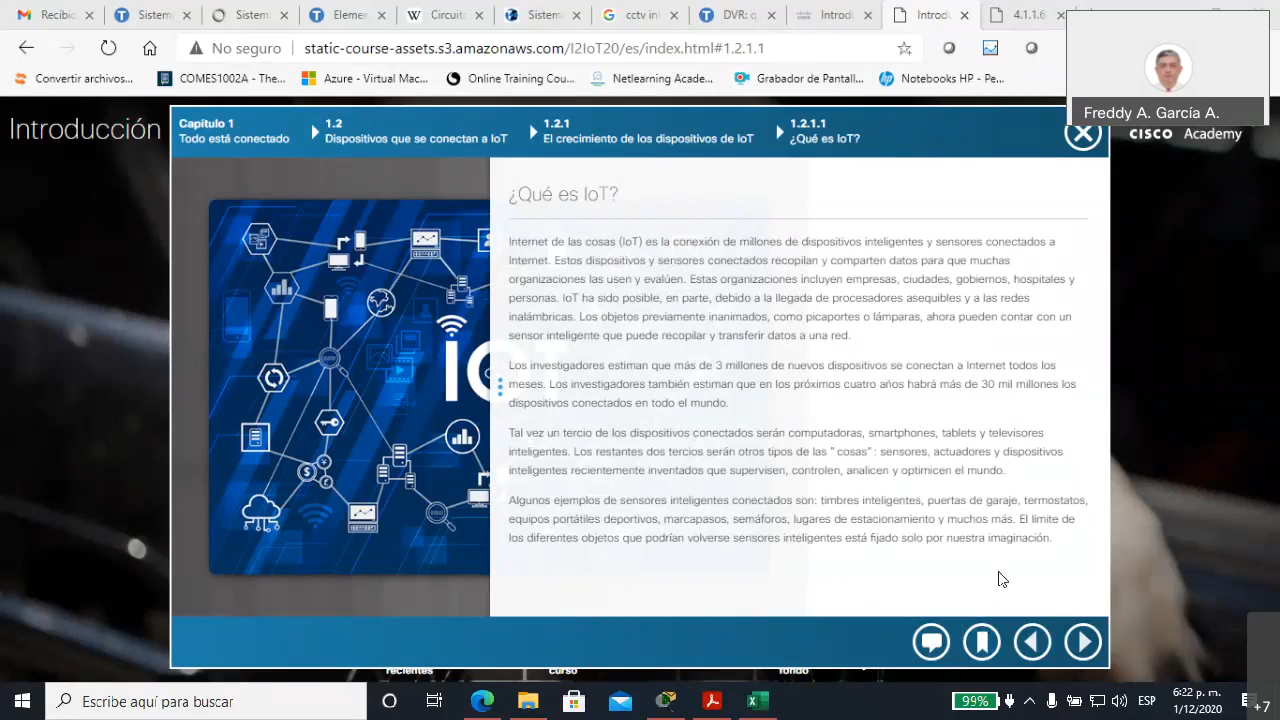 Recibid
Sistema
Elemen
Circuit
Sistema
cctv in
DVR: q
Introdu
Introdu
4.1.1.6
No seguro
static-course-assets.s3.amazonaws.com/I2IoT20/es/index.html#1.2.1.1
Convertir archivos...
COMES1002A - The...
Azure - Virtual Mac...
Online Training Cou...
Netlearning Acade...
Grabador de Pantall...
Notebooks HP - Pe...
Freddy A. García A.
Introducción
CISCO Academy
Capítulo 1
Todo está conectado
1.2
Dispositivos que se conectan a IoT
1.2.1
El crecimiento de los dispositivos de IoT
1.2.1.1
¿Qué es IoT?
¿Qué es IoT?
Internet de las cosas (IoT) es la conexión de millones de dispositivos inteligentes y sensores conectados a
Internet. Estos dispositivos y sensores conectados recopilan y comparten datos para que muchas
organizaciones las usen y evalúen. Estas organizaciones incluyen empresas, ciudades, gobiernos, hospitales y
personas. IoT ha sido posible, en parte, debido a la llegada de procesadores asequibles y a las redes
inalámbricas. Los objetos previamente inanimados, como picaportes o lámparas, ahora pueden contar con un
sensor inteligente que puede recopilar y transferir datos a una red.
Los investigadores estiman que más de 3 millones de nuevos dispositivos se conectan a Internet todos los
meses. Los investigadores también estiman que en los próximos cuatro años habrá más de 30 mil millones los
dispositivos conectados en todo el mundo.
Tal vez un tercio de los dispositivos conectados serán computadoras, smartphones, tablets y televisores
inteligentes. Los restantes dos tercios serán otros tipos de las "cosas": sensores, actuadores y dispositivos
inteligentes recientemente inventados que supervisen, controlen, analicen y optimicen el mundo.
Algunos ejemplos de sensores inteligentes conectados son: timbres inteligentes, puertas de garaje, termostatos,
equipos portátiles deportivos, marcapasos, semáforos, lugares de estacionamiento y muchos más. El límite de
los diferentes objetos que podrían volverse sensores inteligentes está fijado solo por nuestra imaginación.
recientes
curso
fondo
Escribe aquí para buscar
99%
ESP
6:22 p. m.
1/12/2020
+7